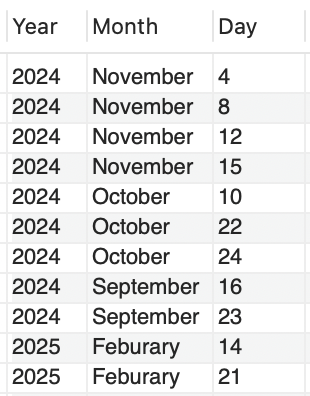 Year Month Day
2024 November 4
2024 November 8
2024 November 12
2024 November 15
2024 October 10
2024 October 22
2024 October 24
2024 September 16
2024 September 23
2025 Feburary 14
2025 Feburary 21